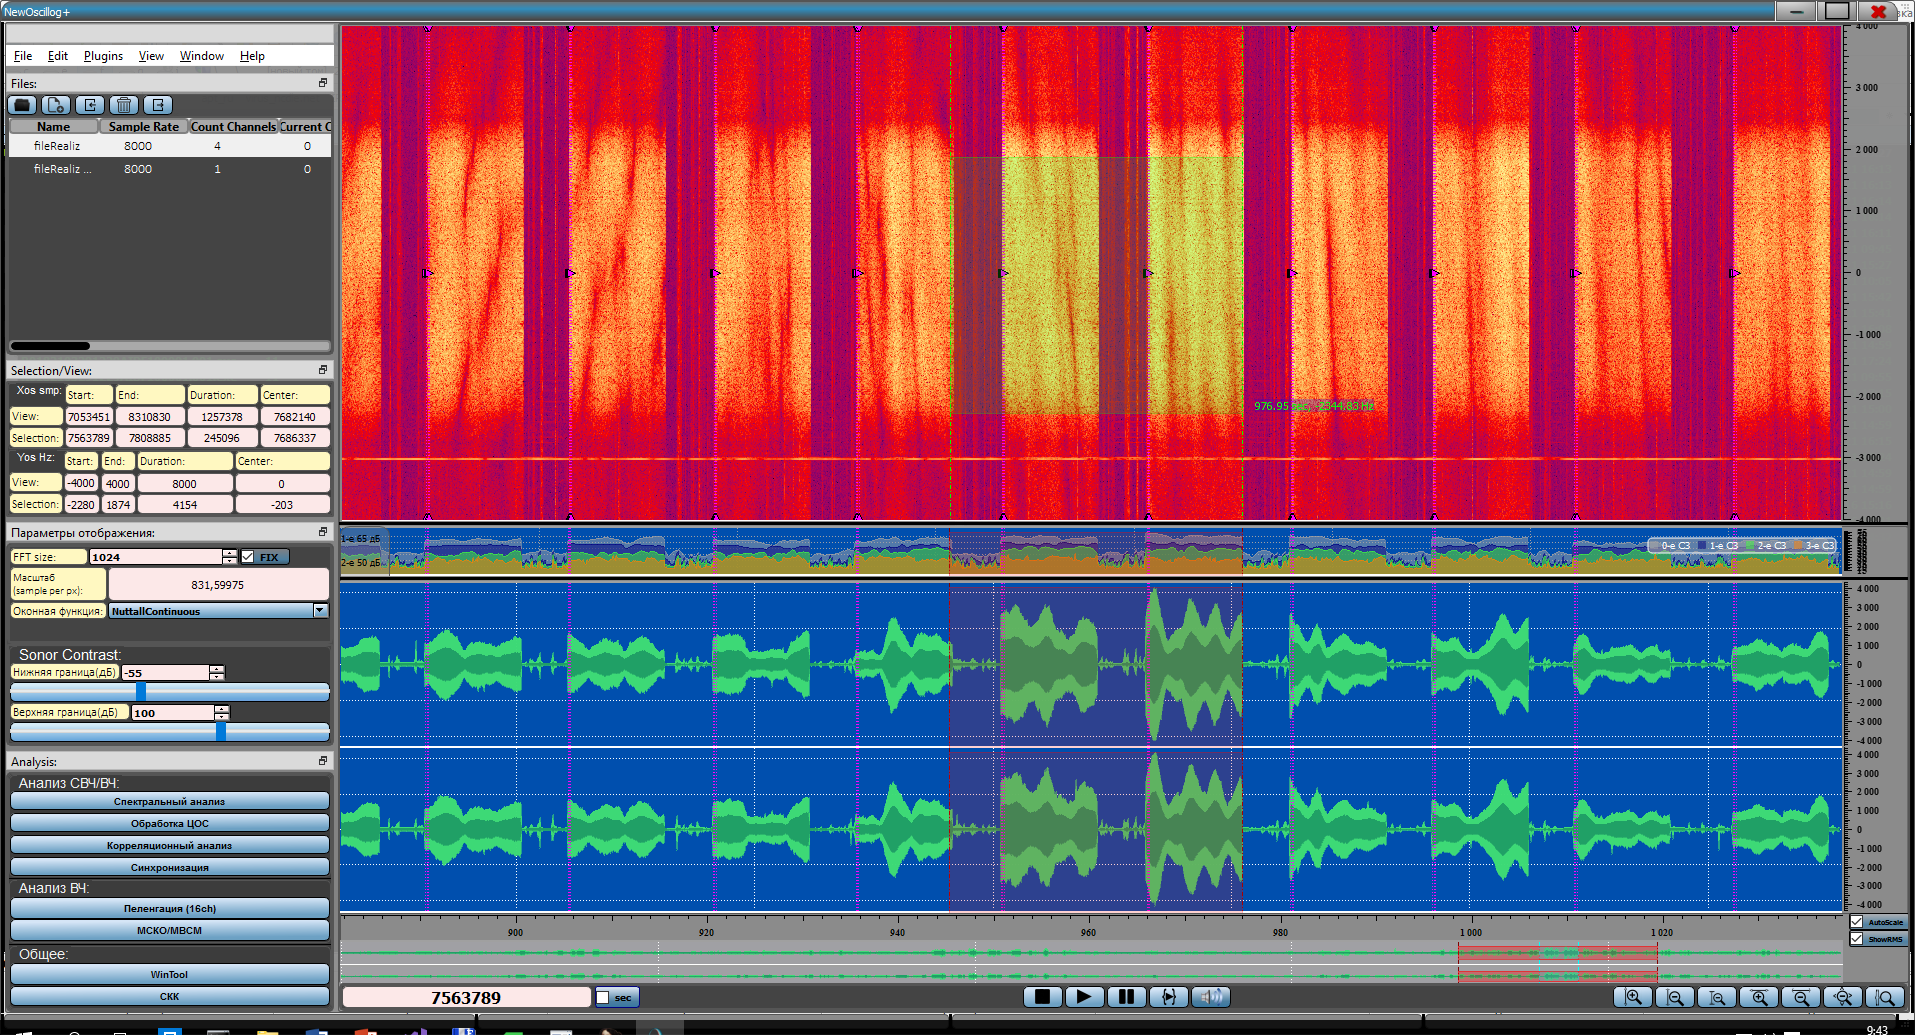 NewOscillog+
File Edit Plugins View Window Help
Files:
Name Sample Rate Count Channels Current C
fileRealiz 8000 4 0
fileRealiz ... 8000 1 0
Selection/View:
Xos smp: Start: End: Duration: Center:
View: 7053451 8310830 1257378 7682140
Selection: 7563789 7808885 245096 7686337
Yos Hz: Start: End: Duration: Center:
View: -4000 4000 8000 0
Selection: -2280 1874 4154 -203
Параметры отображения:
FFT size: 1024 FIX
Масштаб
(sample per px): 831,59975
Оконная функция: NuttallContinuous
Sonor Contrast:
Нижняя граница(дБ) -55
Верхняя граница(дБ) 100
Analysis:
Анализ СВЧ/ВЧ:
Спектральный анализ
Обработка ЦОС
Корреляционный анализ
Синхронизация
Анализ ВЧ:
Пеленгация (16ch)
МСКО/МВСМ
Общее:
WinTool
СКК
4 000
3 000
2 000
1 000
0
-1 000
-2 000
-3 000
-4 000
1-е 65 дБ
2-е 50 дБ
0-е СЗ 1-е СЗ 2-е СЗ 3-е СЗ
4 000
3 000
2 000
1 000
0
-1 000
-2 000
-3 000
-4 000
4 000
3 000
2 000
1 000
0
-1 000
-2 000
-3 000
-4 000
900 920 940 960 980 1 000 1 020
AutoScale
ShowRMS
7563789 sec
9:43